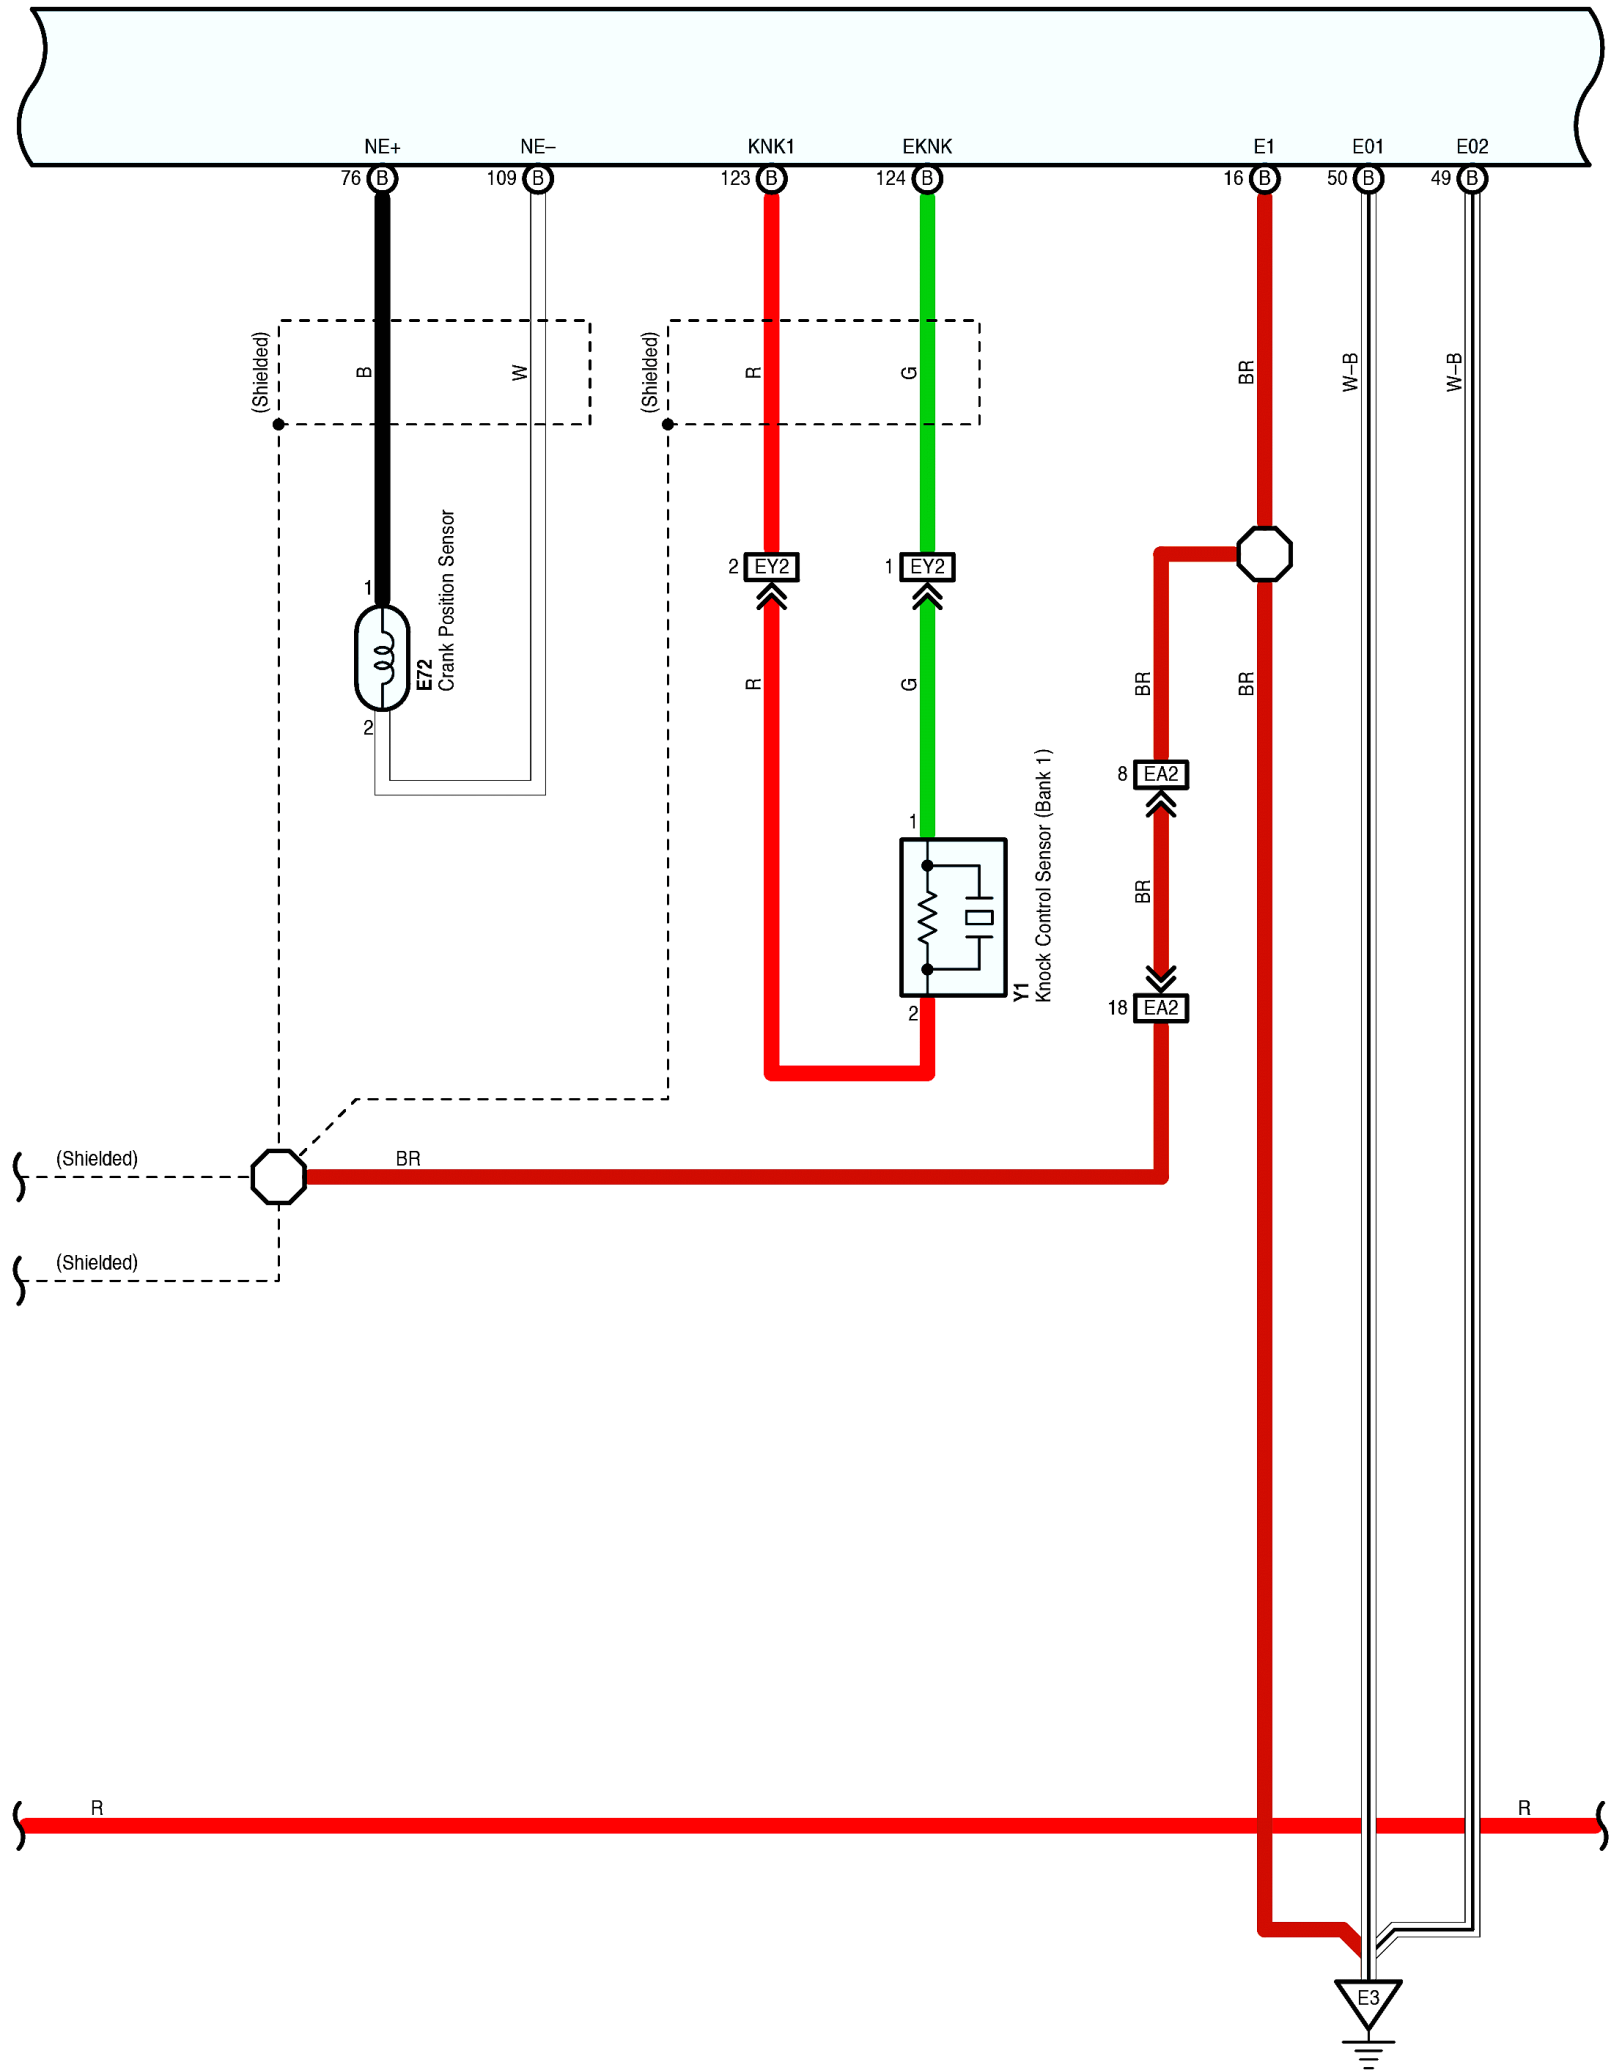 NE+ NE– KNK1 EKNK E1 E01 E02
76 B 109 B 123 B 124 B 16 B 50 B 49 B
(Shielded) B W (Shielded) R G BR W–B W–B
2 EY2 1 EY2
1
E72
Crank Position Sensor
2
R G BR BR
8 EA2
1
Y1
Knock Control Sensor (Bank 1)
2
BR
18 EA2
(Shielded) BR
(Shielded)
R R
E3